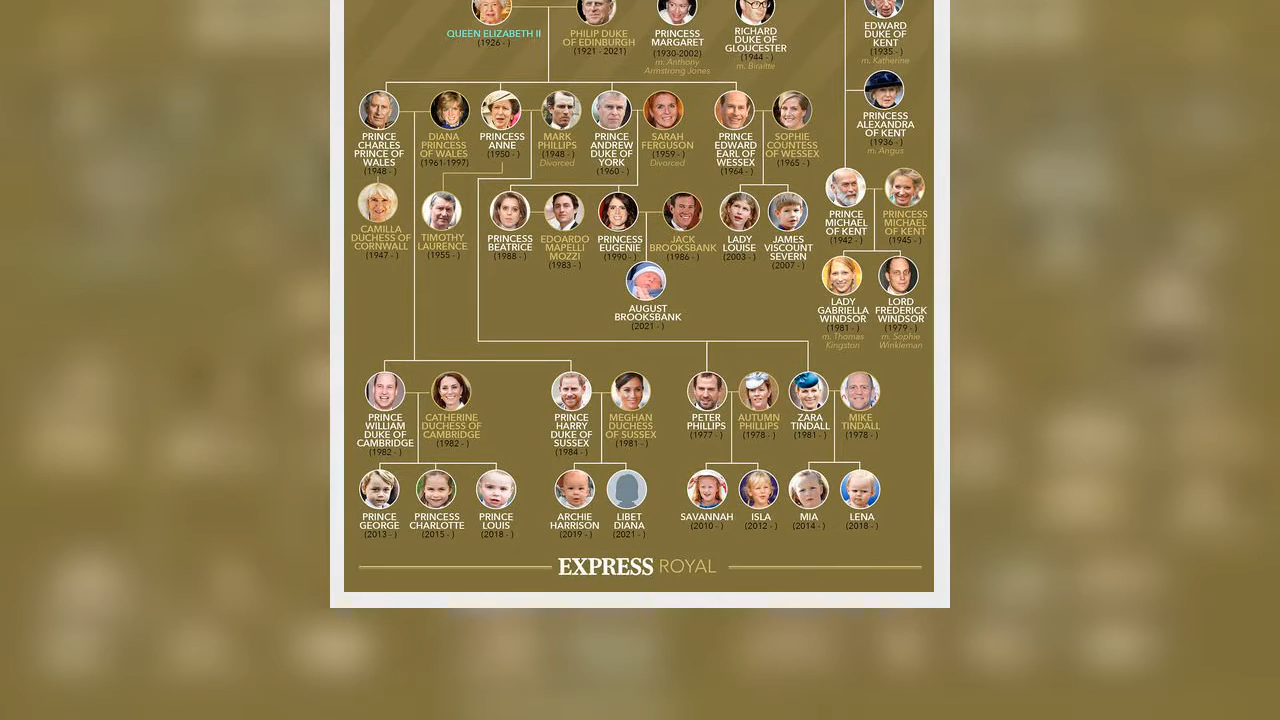 QUEEN ELIZABETH II
(1926 - )
PHILIP DUKE
OF EDINBURGH
(1921 - 2021)
PRINCESS
MARGARET
(1930-2002)
m. Anthony
Armstrong Jones
RICHARD
DUKE OF
GLOUCESTER
(1944 - )
m. Biraitte
EDWARD
DUKE OF
KENT
(1935 - )
m. Katherine
PRINCESS
ALEXANDRA
OF KENT
(1936 - )
m. Angus
PRINCE
CHARLES
PRINCE OF
WALES
(1948 - )
DIANA
PRINCESS
OF WALES
(1961-1997)
PRINCESS
ANNE
(1950 - )
MARK
PHILLIPS
(1948 - )
Divorced
PRINCE
ANDREW
DUKE OF
YORK
(1960 - )
SARAH
FERGUSON
(1959 - )
Divorced
PRINCE
EDWARD
EARL OF
WESSEX
(1964 - )
SOPHIE
COUNTESS
OF WESSEX
(1965 - )
CAMILLA
DUCHESS OF
CORNWALL
(1947 - )
TIMOTHY
LAURENCE
(1955 - )
PRINCESS
BEATRICE
(1988 - )
EDOARDO
MAPELLI
MOZZI
(1983 - )
PRINCESS
EUGENIE
(1990 - )
JACK
BROOKSBANK
(1986 - )
LADY
LOUISE
(2003 - )
JAMES
VISCOUNT
SEVERN
(2007 - )
PRINCE
MICHAEL
OF KENT
(1942 - )
PRINCESS
MICHAEL
OF KENT
(1945 - )
AUGUST
BROOKSBANK
(2021 - )
LADY
GABRIELLA
WINDSOR
(1981 - )
m. Thomas
Kingston
LORD
FREDERICK
WINDSOR
(1979 - )
m. Sophie
Winkleman
PRINCE
WILLIAM
DUKE OF
CAMBRIDGE
(1982 - )
CATHERINE
DUCHESS OF
CAMBRIDGE
(1982 - )
PRINCE
HARRY
DUKE OF
SUSSEX
(1984 - )
MEGHAN
DUCHESS
OF SUSSEX
(1981 - )
PETER
PHILLIPS
(1977 - )
AUTUMN
PHILLIPS
(1978 - )
ZARA
TINDALL
(1981 - )
MIKE
TINDALL
(1978 - )
PRINCE
GEORGE
(2013 - )
PRINCESS
CHARLOTTE
(2015 - )
PRINCE
LOUIS
(2018 - )
ARCHIE
HARRISON
(2019 - )
LIBET
DIANA
(2021 - )
SAVANNAH
(2010 - )
ISLA
(2012 - )
MIA
(2014 - )
LENA
(2018 - )
EXPRESS ROYAL